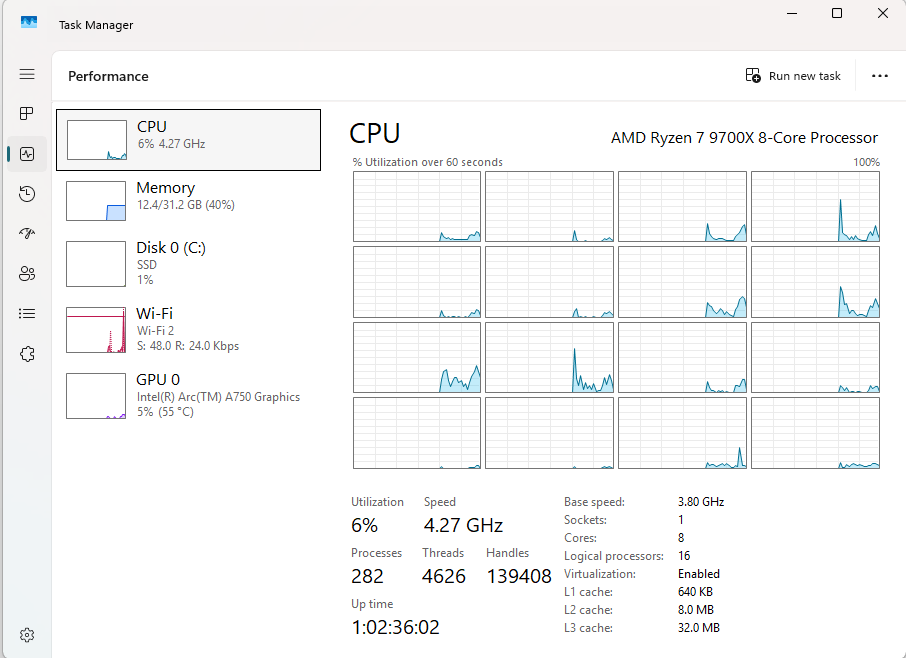 Task Manager
Performance
Run new task
CPU
6% 4.27 GHz
Memory
12.4/31.2 GB (40%)
Disk 0 (C:)
SSD
1%
Wi-Fi
Wi-Fi 2
S: 48.0 R: 24.0 Kbps
GPU 0
Intel(R) Arc(TM) A750 Graphics
5% (55 °C)
CPU
AMD Ryzen 7 9700X 8-Core Processor
% Utilization over 60 seconds
100%
Utilization
Speed
6%
4.27 GHz
Processes
Threads
Handles
282
4626
139408
Up time
1:02:36:02
Base speed: 3.80 GHz
Sockets: 1
Cores: 8
Logical processors: 16
Virtualization: Enabled
L1 cache: 640 KB
L2 cache: 8.0 MB
L3 cache: 32.0 MB